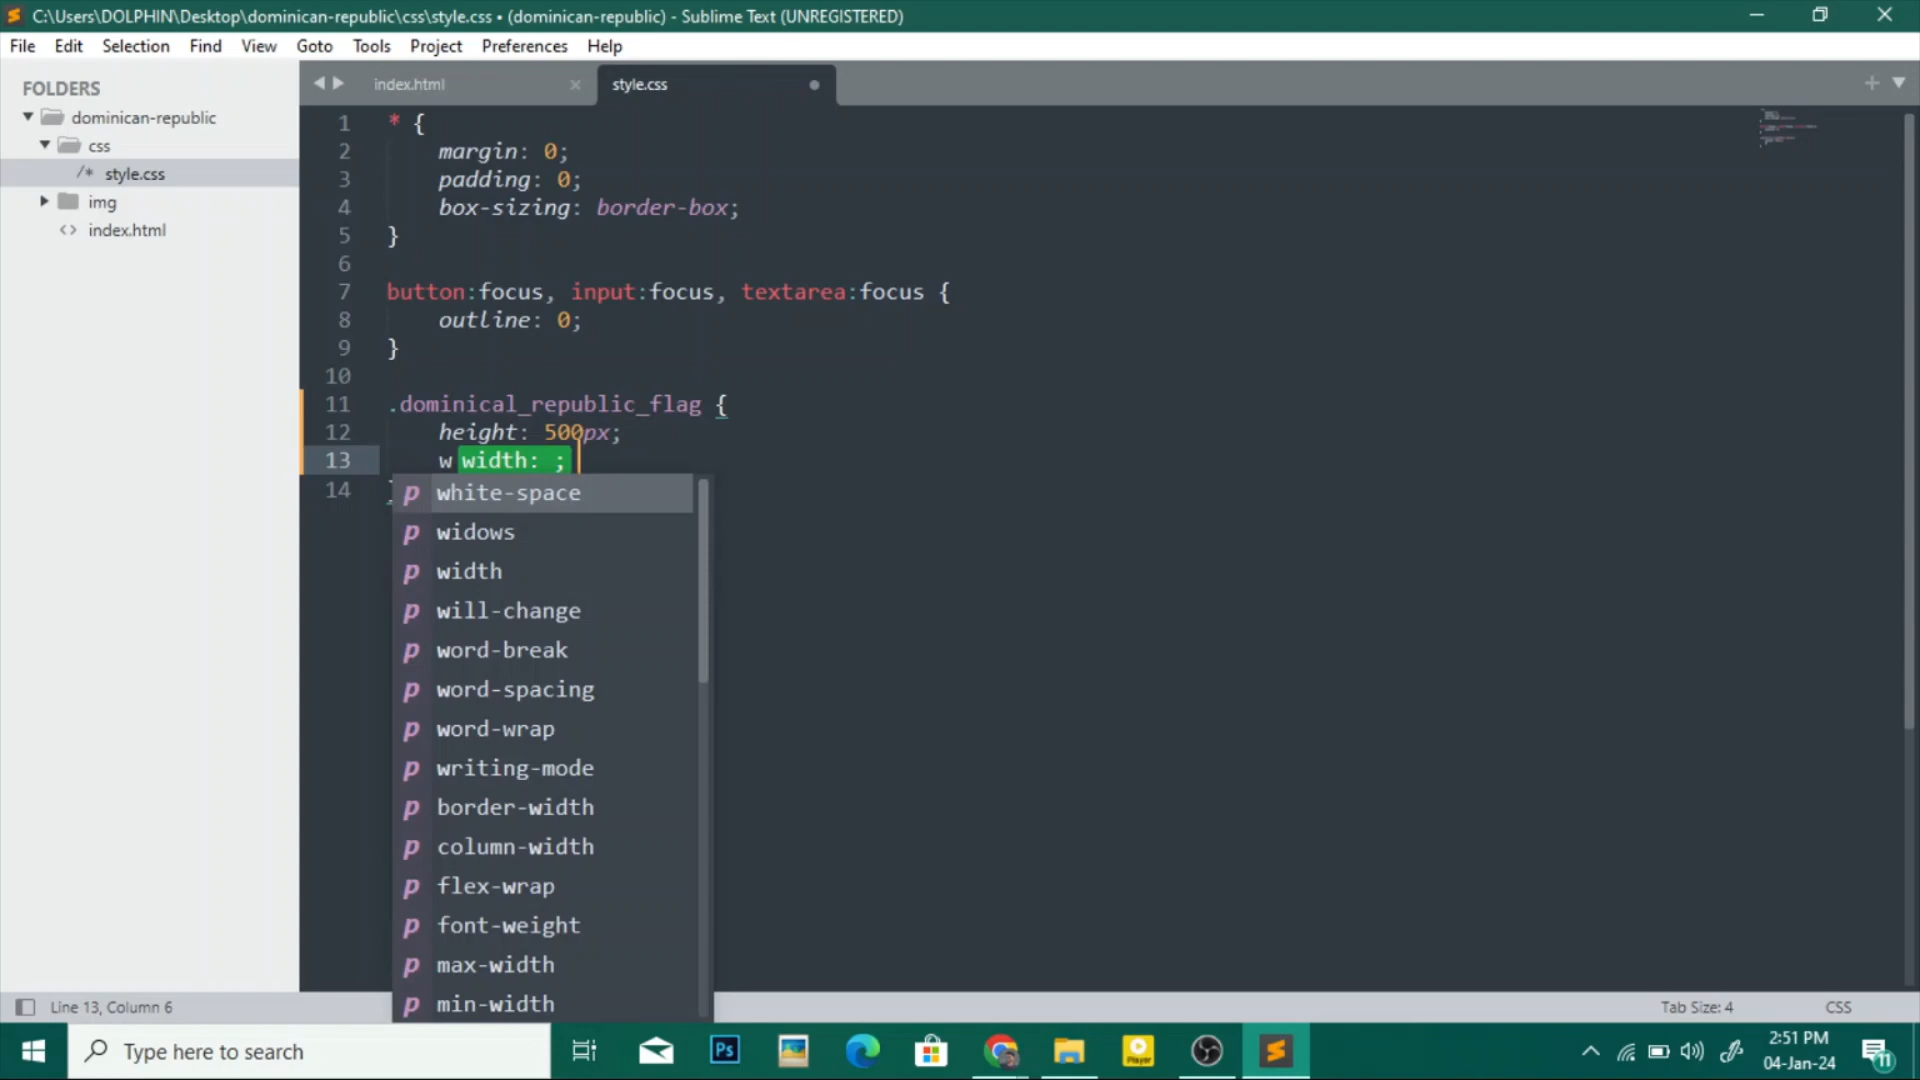 C:\Users\DOLPHIN\Desktop\dominican-republic\css\style.css • (dominican-republic) - Sublime Text (UNREGISTERED)
File Edit Selection Find View Goto Tools Project Preferences Help
FOLDERS
dominican-republic
css
/* style.css
img
<> index.html
index.html
style.css
1 * {
2 margin: 0;
3 padding: 0;
4 box-sizing: border-box;
5 }
6
7 button:focus, input:focus, textarea:focus {
8 outline: 0;
9 }
10
11 .dominical_republic_flag {
12 height: 500px;
13 w width: ;
14
p white-space
p widows
p width
p will-change
p word-break
p word-spacing
p word-wrap
p writing-mode
p border-width
p column-width
p flex-wrap
p font-weight
p max-width
p min-width
Line 13, Column 6
Tab Size: 4
CSS
Type here to search
Ps
Player
2:51 PM
04-Jan-24
11